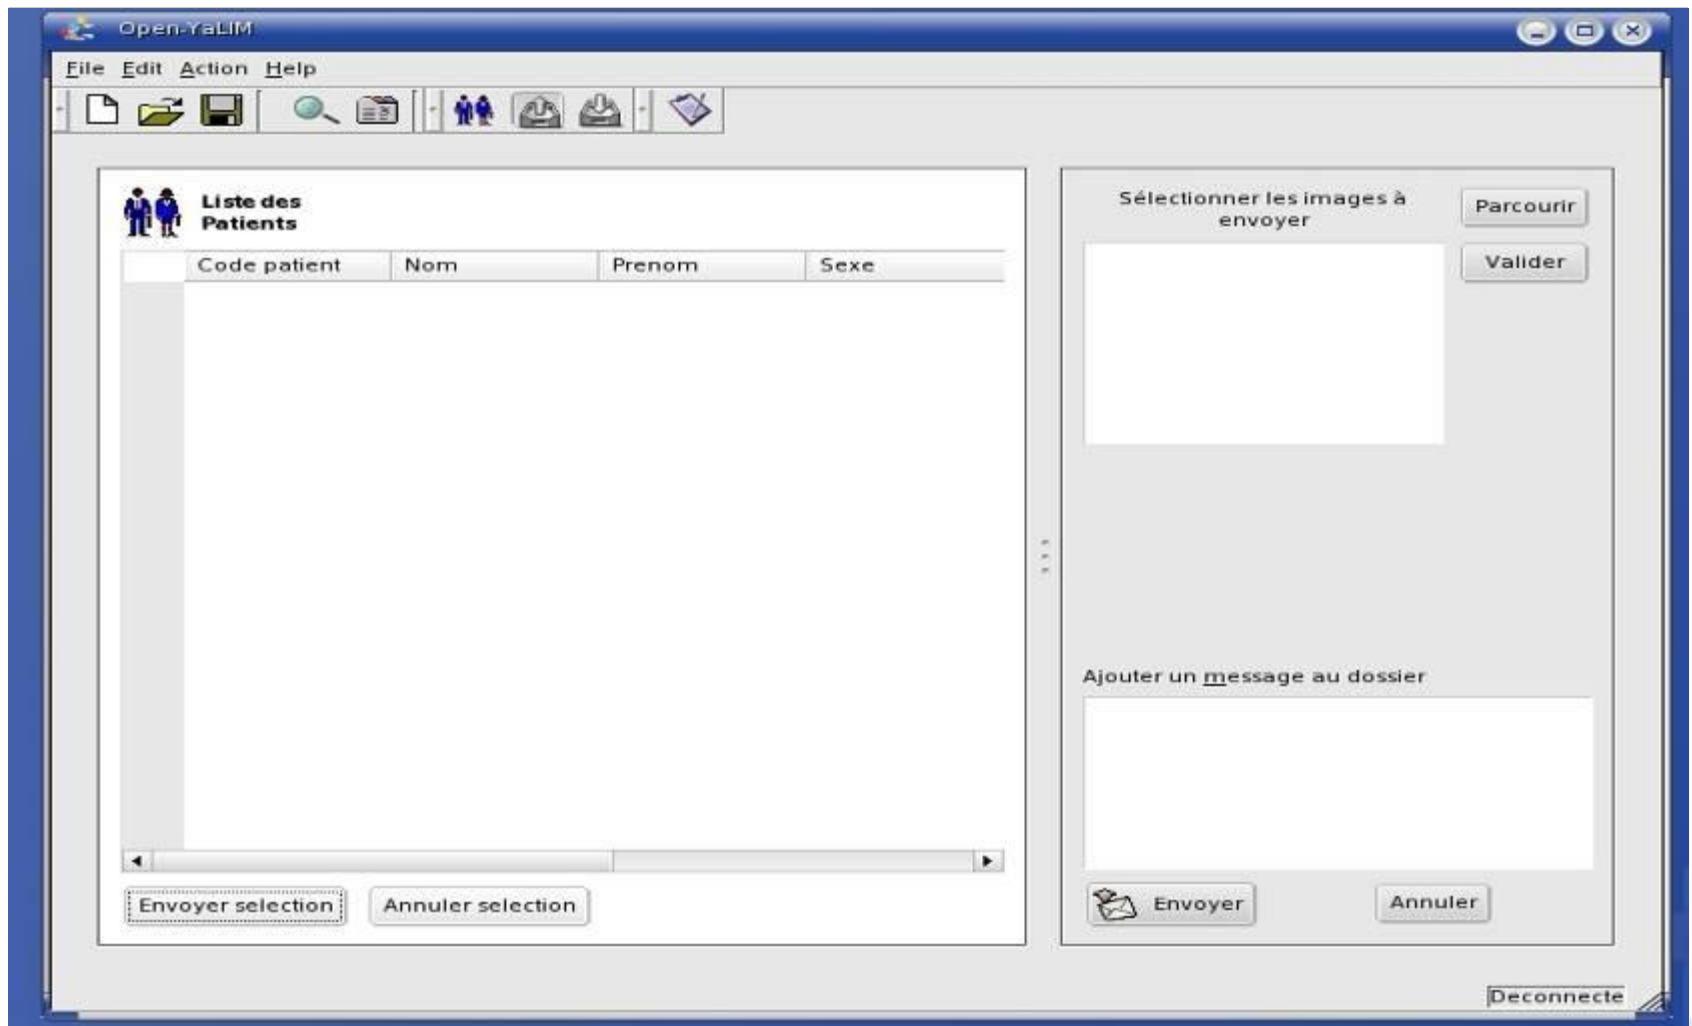 Open-YaLIM
File Edit Action Help
Liste des
Patients
Code patient Nom Prenom Sexe
Envoyer selection Annuler selection
Sélectionner les images à
envoyer
Parcourir
Valider
Ajouter un message au dossier
Envoyer Annuler
Deconnecte